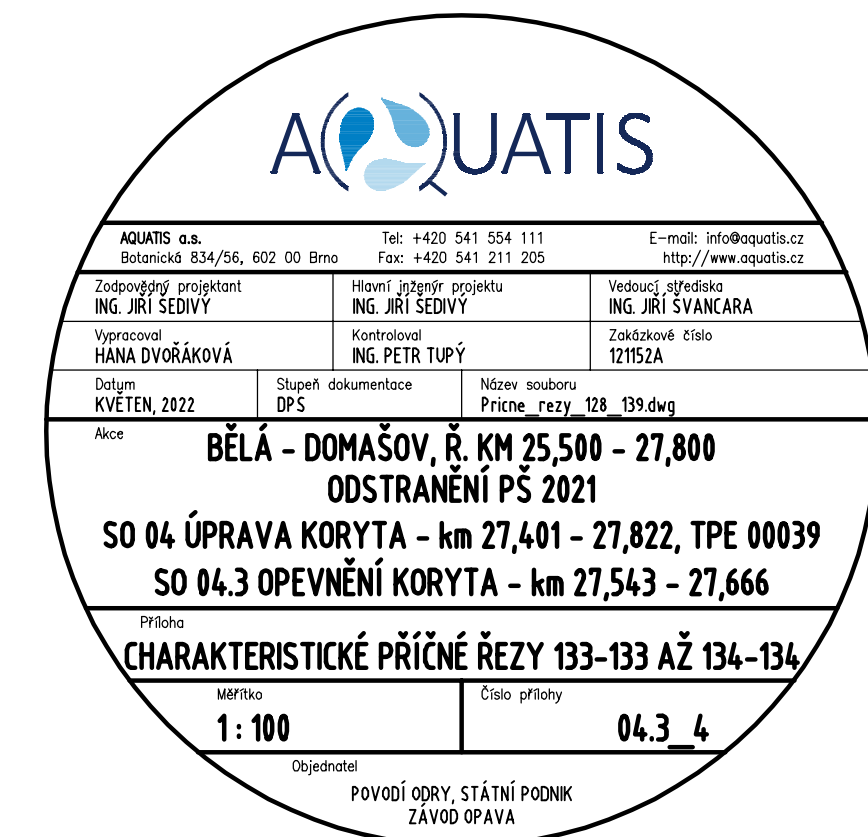 AQUATIS
AQUATIS a.s. Tel: +420 541 554 111 E-mail: info@aquatis.cz
Botanická 834/56, 602 00 Brno Fax: +420 541 211 205 http://www.aquatis.cz
Zodpovědný projektant Hlavní inženýr projektu Vedoucí střediska
ING. JIŘÍ ŠEDIVÝ ING. JIŘÍ ŠEDIVÝ ING. JIŘÍ ŠVANCARA
Vypracoval Kontroloval Zakázkové číslo
HANA DVOŘÁKOVÁ ING. PETR TUPÝ 121152A
Datum Stupeň dokumentace Název souboru
KVĚTEN, 2022 DPS Pricne_rezy_128_139.dwg
Akce
BĚLÁ - DOMAŠOV, Ř. KM 25,500 - 27,800
ODSTRANĚNÍ PŠ 2021
SO 04 ÚPRAVA KORYTA - km 27,401 - 27,822, TPE 00039
SO 04.3 OPEVNĚNÍ KORYTA - km 27,543 - 27,666
Příloha
CHARAKTERISTICKÉ PŘÍČNÉ ŘEZY 133-133 AŽ 134-134
Měřítko Číslo přílohy
1 : 100 04.3_4
Objednatel
POVODÍ ODRY, STÁTNÍ PODNIK
ZÁVOD OPAVA